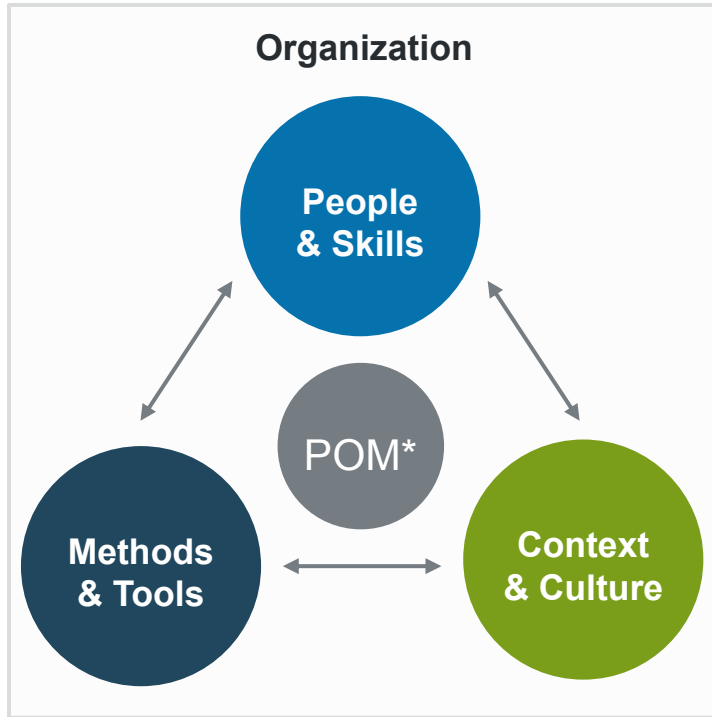 Organization
People
& Skills
POM*
Methods
& Tools
Context
& Culture